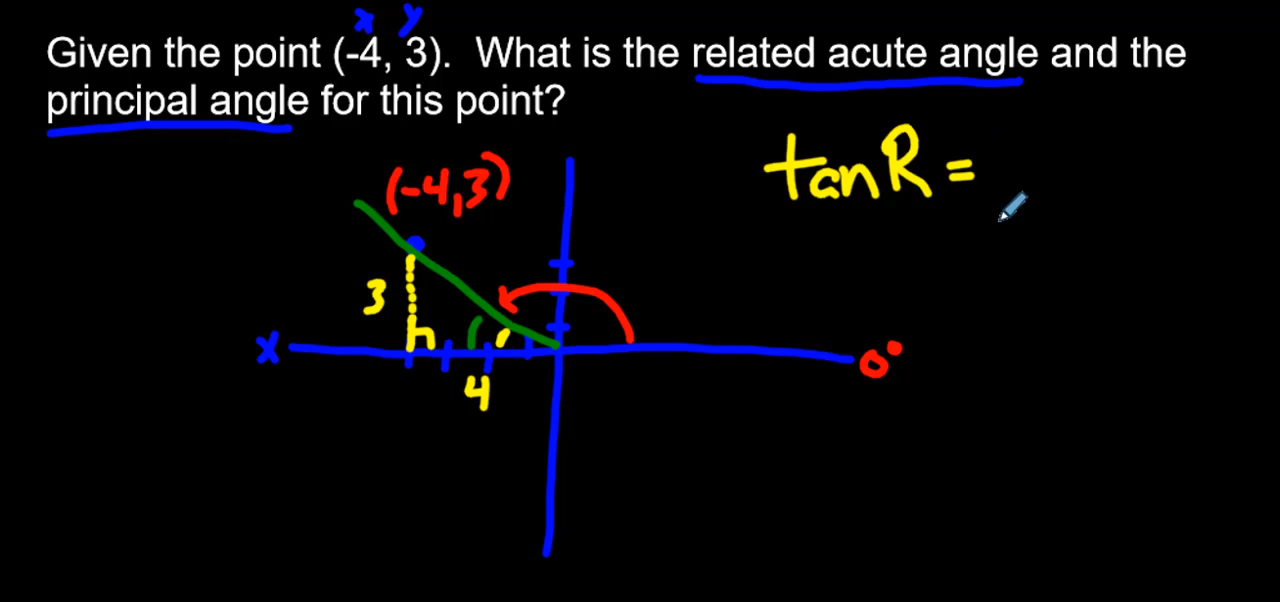 x y
Given the point (-4, 3). What is the related acute angle and the
principal angle for this point?
tan R =
(-4,3)
3
x
0°
4